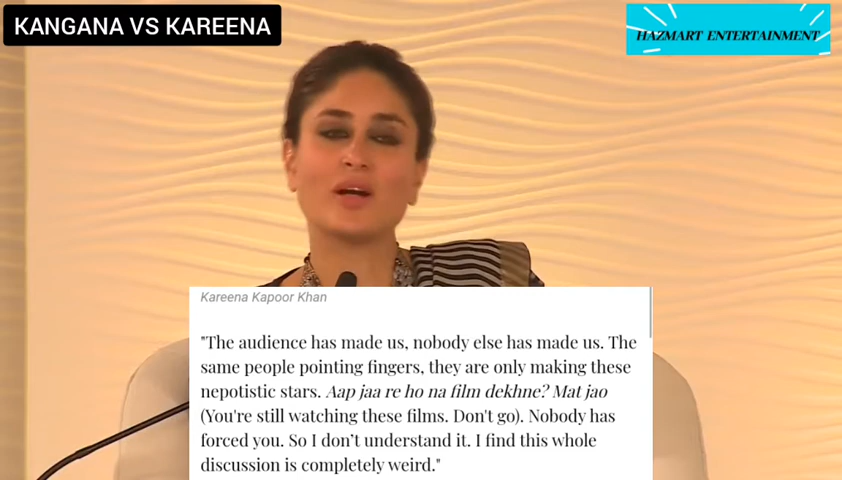 KANGANA VS KAREENA
HAZMART ENTERTAINMENT
Kareena Kapoor Khan
"The audience has made us, nobody else has made us. The
same people pointing fingers, they are only making these
nepotistic stars. Aap jaa re ho na film dekhne? Mat jao
(You're still watching these films. Don't go). Nobody has
forced you. So I don't understand it. I find this whole
discussion is completely weird."